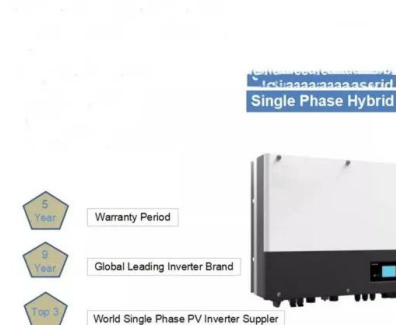 Single Phase Hybrid
5
Year
Warranty Period
9
Year
Global Leading Inverter Brand
Top 3
World Single Phase PV Inverter Suppler